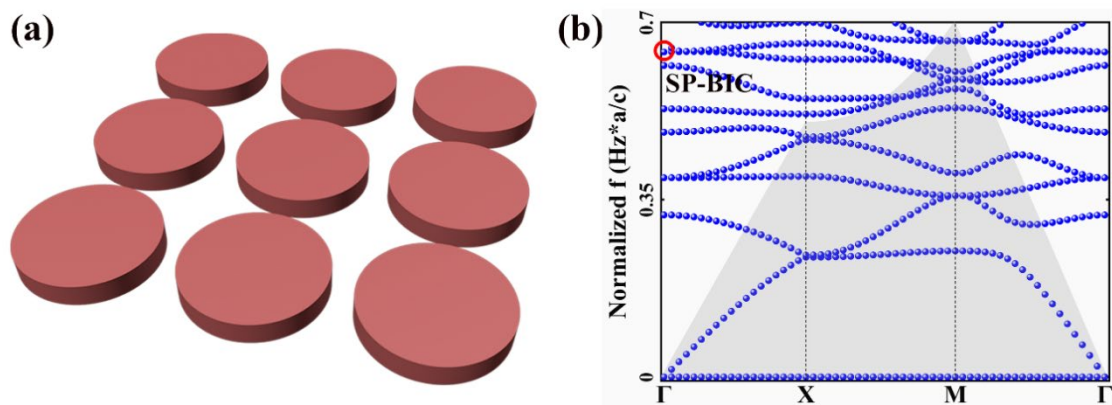 (a)
(b)
Normalized f (Hz*a/c)
0.7
0.35
0
SP-BIC
Γ X M Γ